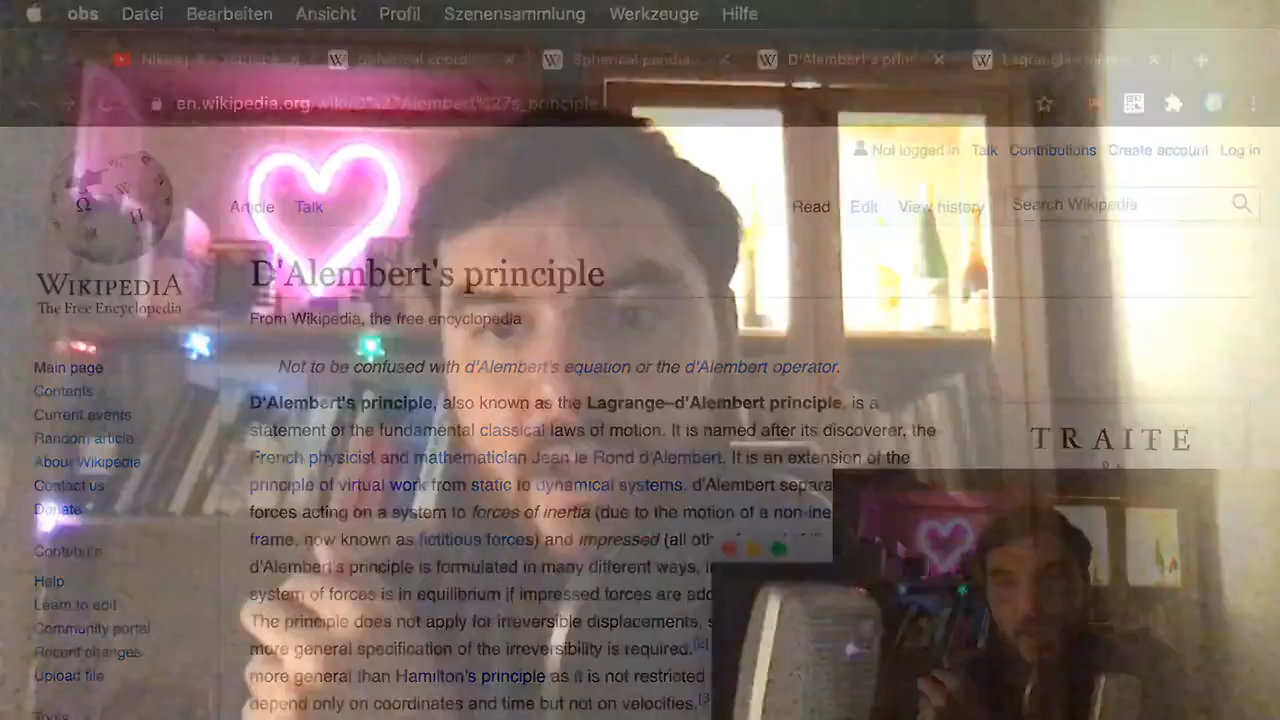 obs Datei Bearbeiten Ansicht Profil Szenensammlung Werkzeuge Hilfe
Spherical Spherical D'Alembert's prin
en.wikipedia.org
Not logged in Talk Contributions Create account Log in
Article Talk Read Edit View history Search Wikipedia
WIKIPEDIA
The Free Encyclopedia
D'Alembert's principle
From Wikipedia, the free encyclopedia
Not to be confused with d'Alembert's equation or the d'Alembert operator.
Main page
Contents
Current events
Random article
About Wikipedia
Contact us
Donate
Contribute
Help
Learn to edit
Community portal
Recent changes
Upload file
Tools
D'Alembert's principle, also known as the Lagrange–d'Alembert principle, is a
statement of the fundamental classical laws of motion. It is named after its discoverer, the
French physicist and mathematician Jean le Rond d'Alembert. It is an extension of the
principle of virtual work from static to dynamical systems. d'Alembert separa
forces acting on a system to forces of inertia (due to the motion of a non-ine
frame, now known as fictitious forces) and impressed (all oth
d'Alembert's principle is formulated in many different ways, i
system of forces is in equilibrium if impressed forces are add
The principle does not apply for irreversible displacements, s
more general specification of the irreversibility is required.[2]
more general than Hamilton's principle as it is not restricted
depend only on coordinates and time but not on velocities.[3]
TRAITE